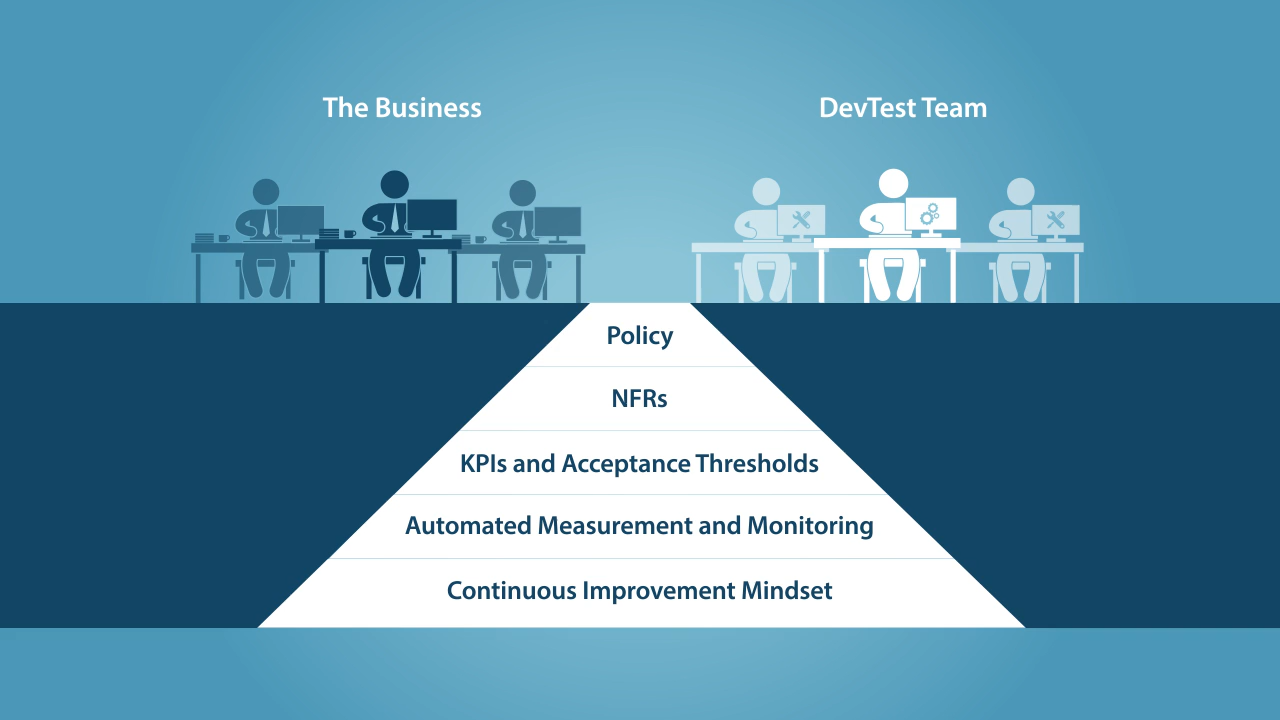 The Business
DevTest Team
Policy
NFRs
KPIs and Acceptance Thresholds
Automated Measurement and Monitoring
Continuous Improvement Mindset